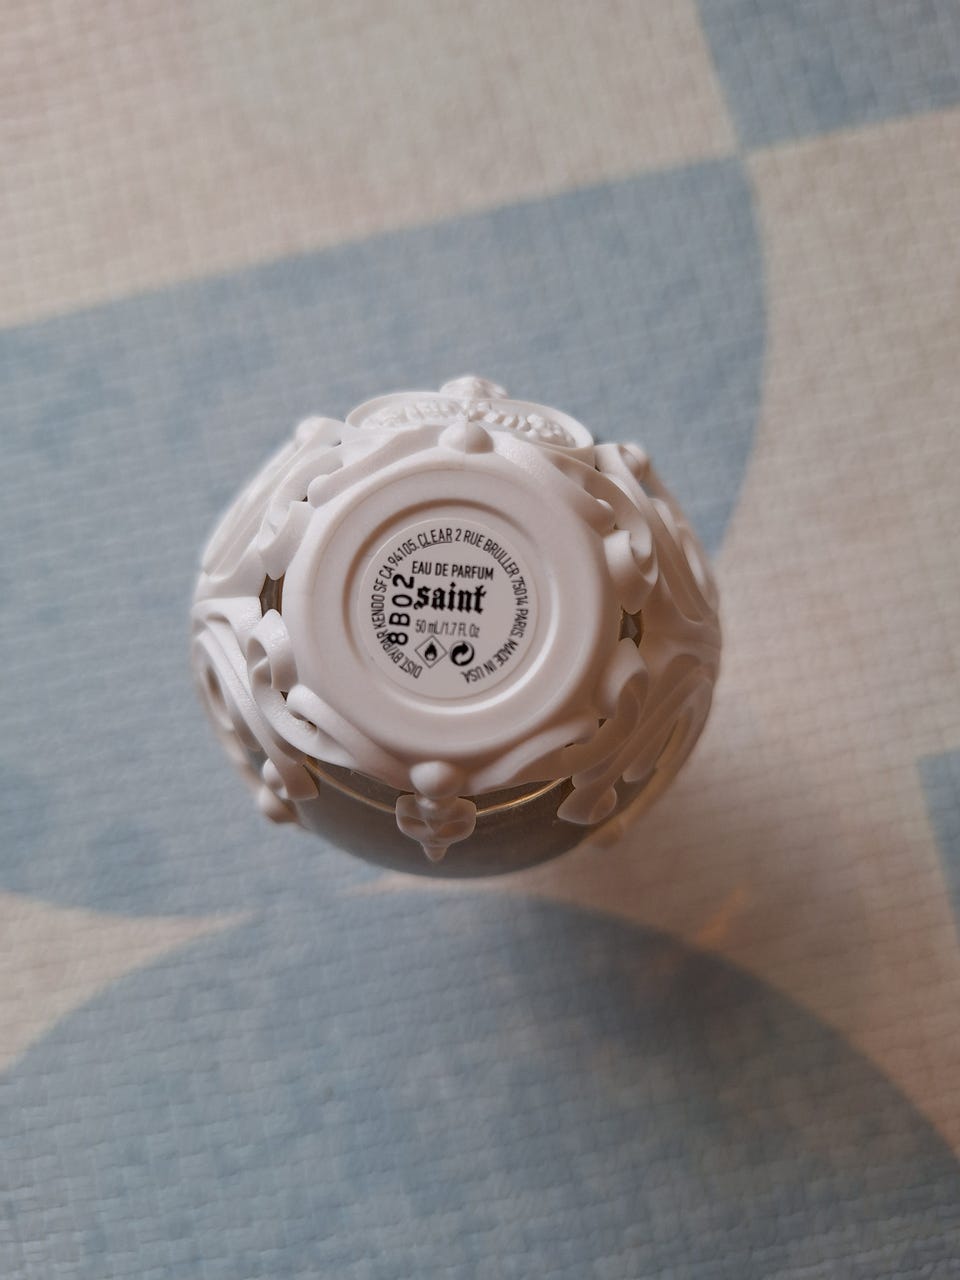 DIST. BY/PAR KENDO SF CA 94105. CLEAR 2 RUE BRULLER 75014 PARIS MADE IN USA
EAU DE PARFUM
saint
50 mL/1.7 Fl. Oz
8B02